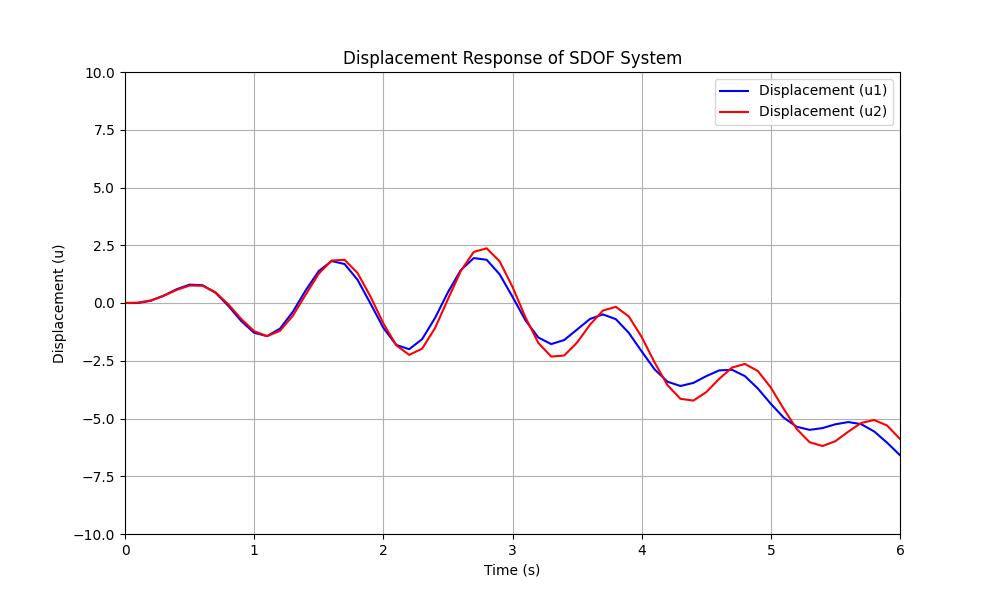 Displacement Response of SDOF System
Displacement (u1)
Displacement (u2)
Displacement (u)
10.0
7.5
5.0
2.5
0.0
−2.5
−5.0
−7.5
−10.0
0 1 2 3 4 5 6
Time (s)